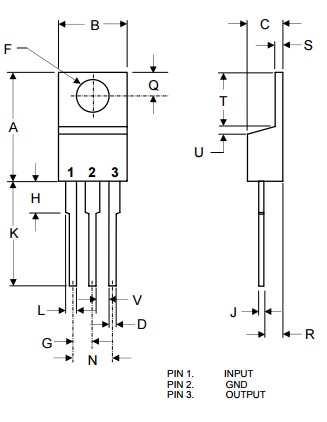 C
B
F
S
Q
A
T
U
1 2 3
H
K
L
V
J
D
G
R
N
PIN 1. INPUT
PIN 2. GND
PIN 3. OUTPUT